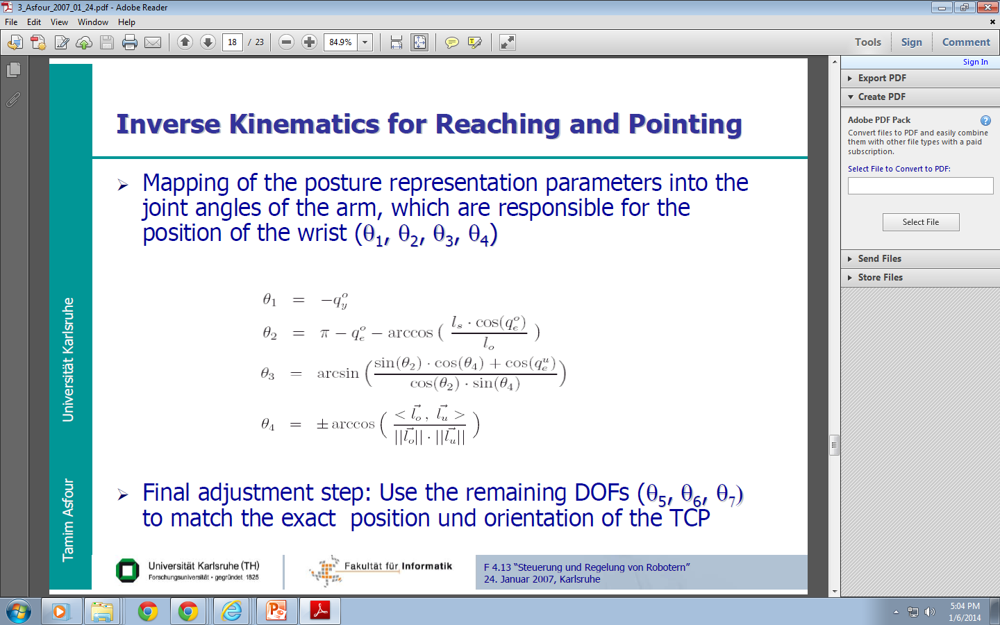 3_Asfour_2007_01_24.pdf - Adobe Reader
File Edit View Window Help
18 / 23 84.9% Tools Sign Comment
Sign In
Export PDF
Create PDF
Adobe PDF Pack
Convert files to PDF and easily combine
them with other file types with a paid
subscription.
Select File to Convert to PDF:
Select File
Send Files
Store Files
Universität Karlsruhe
Tamim Asfour
Inverse Kinematics for Reaching and Pointing
➢ Mapping of the posture representation parameters into the
joint angles of the arm, which are responsible for the
position of the wrist (θ₁, θ₂, θ₃, θ₄)
θ₁ = −q_y^o
θ₂ = π − q_e^o − arccos ( l_s · cos(q_e^o) / l_o )
θ₃ = arcsin ( sin(θ₂) · cos(θ₄) + cos(q_e^u) / cos(θ₂) · sin(θ₄) )
θ₄ = ± arccos ( < l⃗_o , l⃗_u > / ||l⃗_o|| · ||l⃗_u|| )
➢ Final adjustment step: Use the remaining DOFs (θ₅, θ₆, θ₇)
to match the exact position und orientation of the TCP
Universität Karlsruhe (TH)
Forschungsuniversität • gegründet 1825
Fakultät für Informatik
F 4.13 “Steuerung und Regelung von Robotern”
24. Januar 2007, Karlsruhe
5:04 PM
1/6/2014